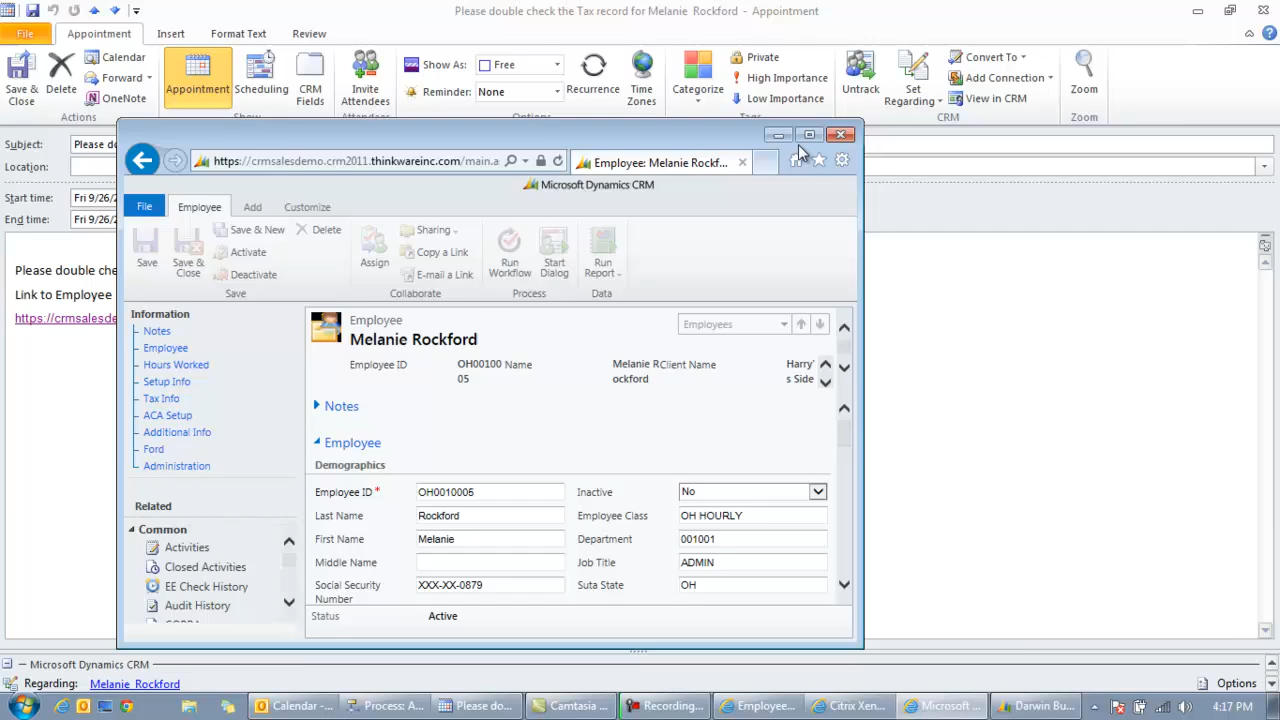 Please double check the Tax record for Melanie Rockford - Appointment
File Appointment Insert Format Text Review
Save & Close
Delete
Calendar
Forward
OneNote
Actions
Appointment
Scheduling
CRM Fields
Show
Invite Attendees
Attendees
Show As: Free
Reminder: None
Recurrence
Time Zones
Options
Categorize
Private
High Importance
Low Importance
Tags
Untrack
Set Regarding
Convert To
Add Connection
View in CRM
CRM
Zoom
Zoom
Subject: Please do
Location:
Start time: Fri 9/26/2
End time: Fri 9/26/2
Please double che
Link to Employee
https://crmsalesde
https://crmsalesdemo.crm2011.thinkwareinc.com/main.a
Employee: Melanie Rockf...
Microsoft Dynamics CRM
File Employee Add Customize
Save
Save & Close
Save & New
Activate
Deactivate
Delete
Save
Assign
Sharing
Copy a Link
E-mail a Link
Collaborate
Run Workflow
Start Dialog
Process
Run Report
Data
Information
Notes
Employee
Hours Worked
Setup Info
Tax Info
ACA Setup
Additional Info
Ford
Administration
Related
Common
Activities
Closed Activities
EE Check History
Audit History
Employee
Melanie Rockford
Employees
Employee ID OH00100 Name Melanie R Client Name Harry'
05 ockford s Side
Notes
Employee
Demographics
Employee ID * OH0010005 Inactive No
Last Name Rockford Employee Class OH HOURLY
First Name Melanie Department 001001
Middle Name Job Title ADMIN
Social Security Number XXX-XX-0879 Suta State OH
Status Active
Microsoft Dynamics CRM
Regarding: Melanie Rockford Options
Calendar -... Process: A... Please do... Camtasia ... Recording... Employee... Citrix Xen... Microsoft ... Darwin Bu... 4:17 PM